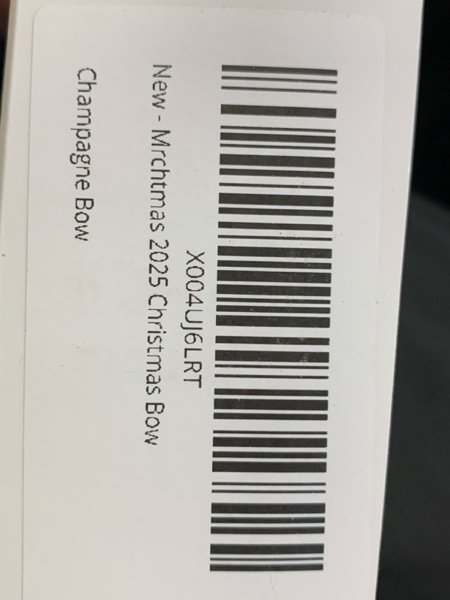 X004UJ6LRT
New - Mrchtmas 2025 Christmas Bow
Champagne Bow